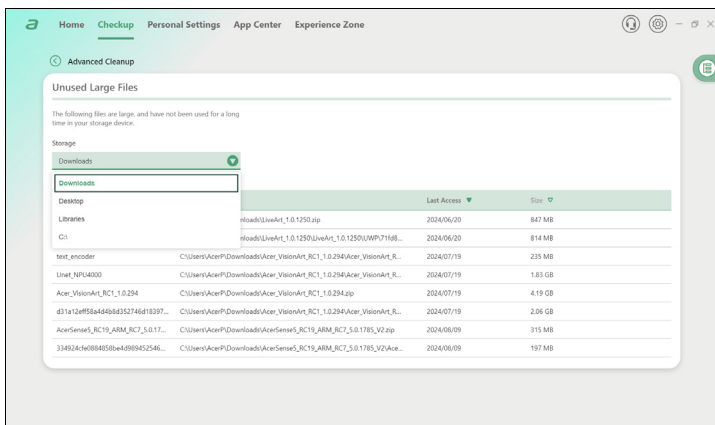 a Home Checkup Personal Settings App Center Experience Zone
Advanced Cleanup
Unused Large Files
The following files are large, and have not been used for a long
time in your storage device.
Storage
Downloads
Downloads
Desktop
Libraries
C:\
Last Access Size
nloads\LiveArt_1.0.1250.zip 2024/06/20 847 MB
nloads\LiveArt_1.0.1250\LiveArt_1.0.1250\UWP\71fd8... 2024/06/20 814 MB
text_encoder C:\Users\AcerP\Downloads\Acer_VisionArt_RC1_1.0.294\Acer_VisionArt_R... 2024/07/19 235 MB
Unet_NPU4000 C:\Users\AcerP\Downloads\Acer_VisionArt_RC1_1.0.294\Acer_VisionArt_R... 2024/07/19 1.83 GB
Acer_VisionArt_RC1_1.0.294 C:\Users\AcerP\Downloads\Acer_VisionArt_RC1_1.0.294.zip 2024/07/19 4.19 GB
d31a12eff58a4d4b8d352746d18397... C:\Users\AcerP\Downloads\Acer_VisionArt_RC1_1.0.294\Acer_VisionArt_R... 2024/07/19 2.06 GB
AcerSense5_RC19_ARM_RC7_5.0.17... C:\Users\AcerP\Downloads\AcerSense5_RC19_ARM_RC7_5.0.1785_V2.zip 2024/08/09 315 MB
334924cfe0884858be4d989452546... C:\Users\AcerP\Downloads\AcerSense5_RC19_ARM_RC7_5.0.1785_V2\Ace... 2024/08/09 197 MB